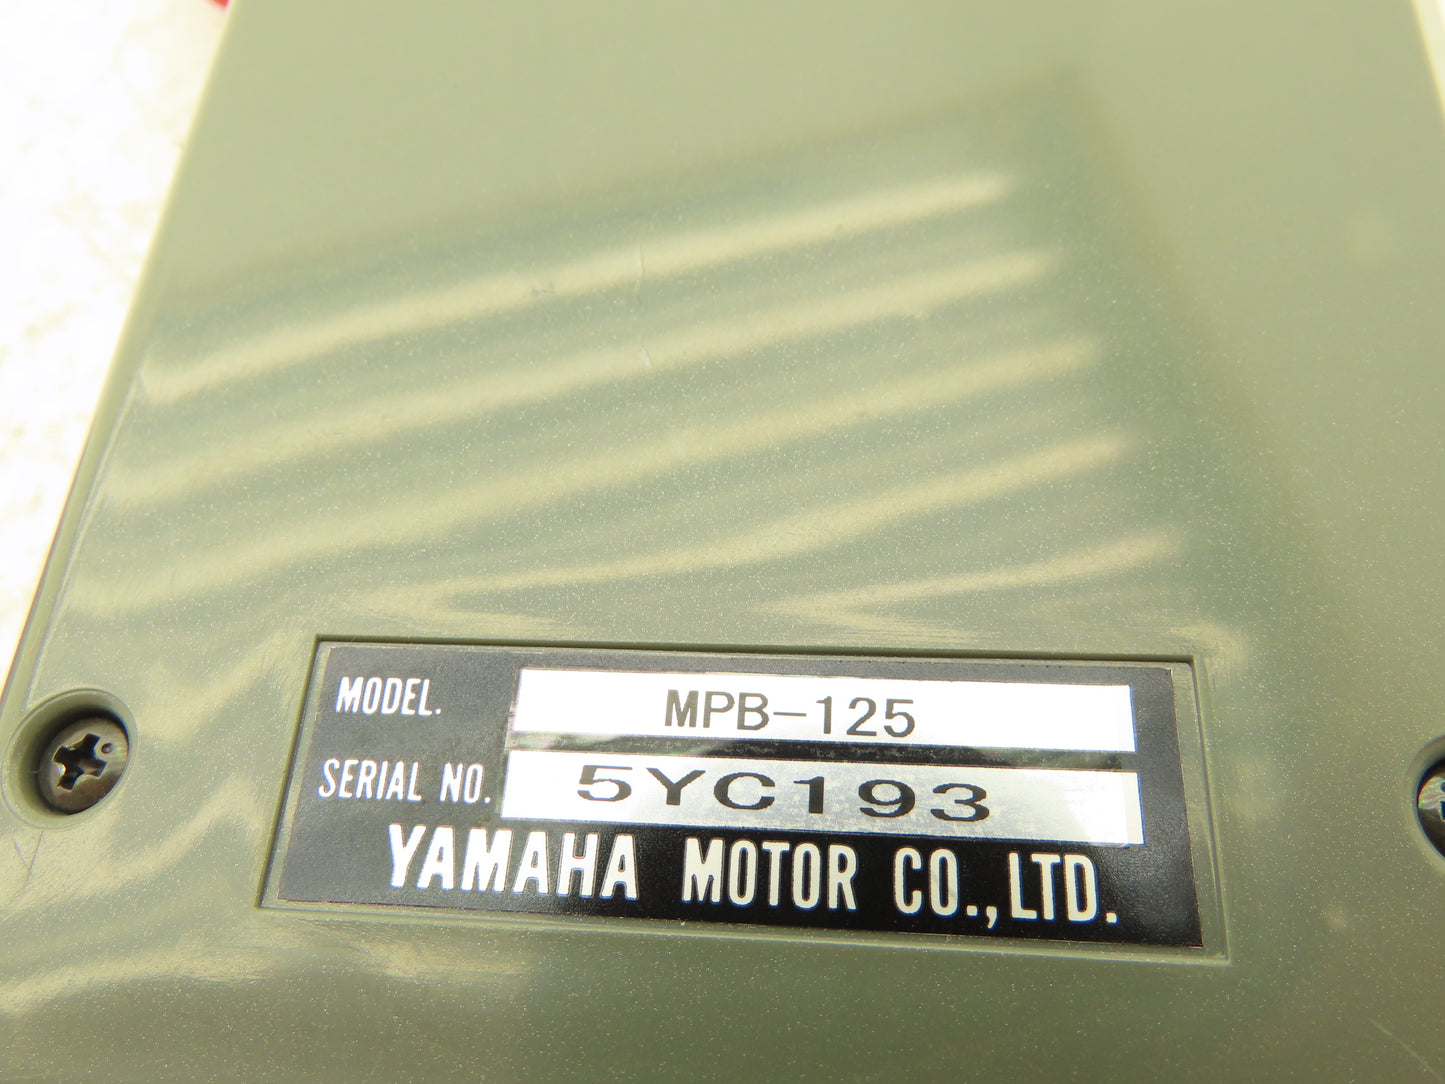 MODEL. MPB-125
SERIAL NO. 5YC193
YAMAHA MOTOR CO.,LTD.